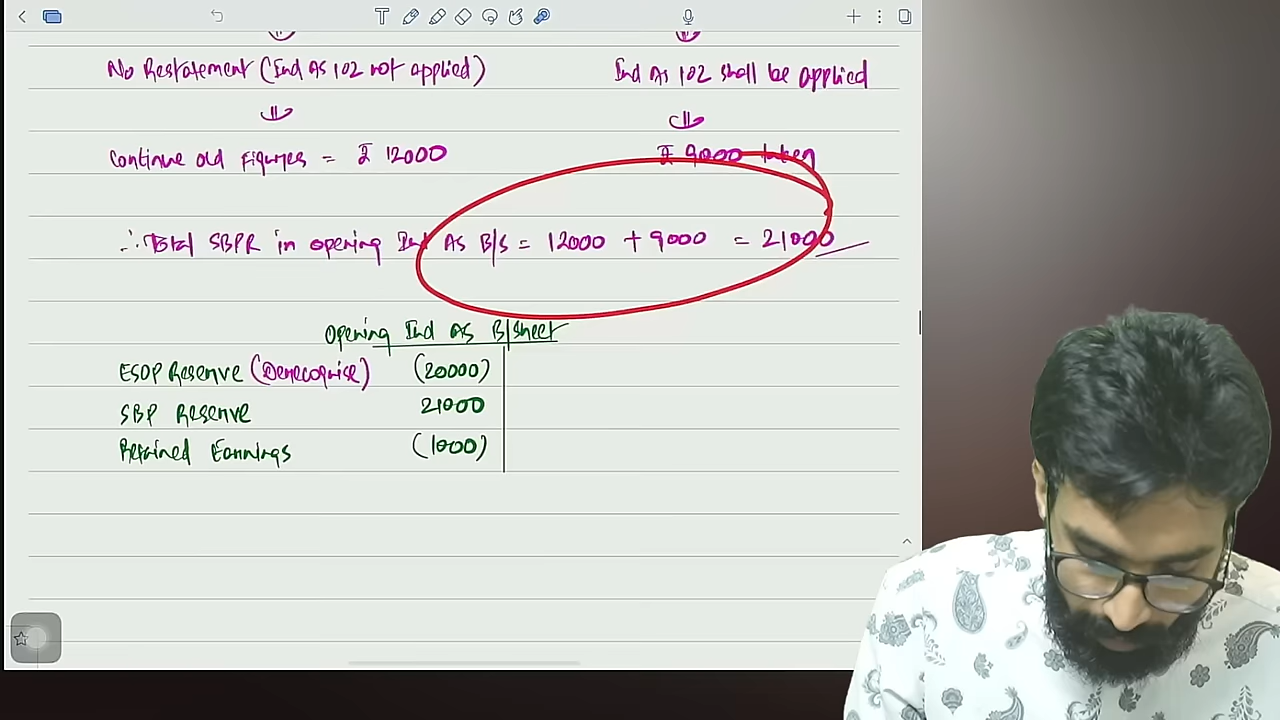 No Restatement (Ind As 102 not applied)
Ind As 102 shall be applied
Continue old Figures = ₹ 12000
₹ 9000 taken
∴ Total SBPR in opening Ind AS B/S = 12000 + 9000 = 21000
Opening Ind AS B/Sheet
ESOP Reserve (Derecognise) (20000)
SBP Reserve 21000
Retained Earnings (1000)